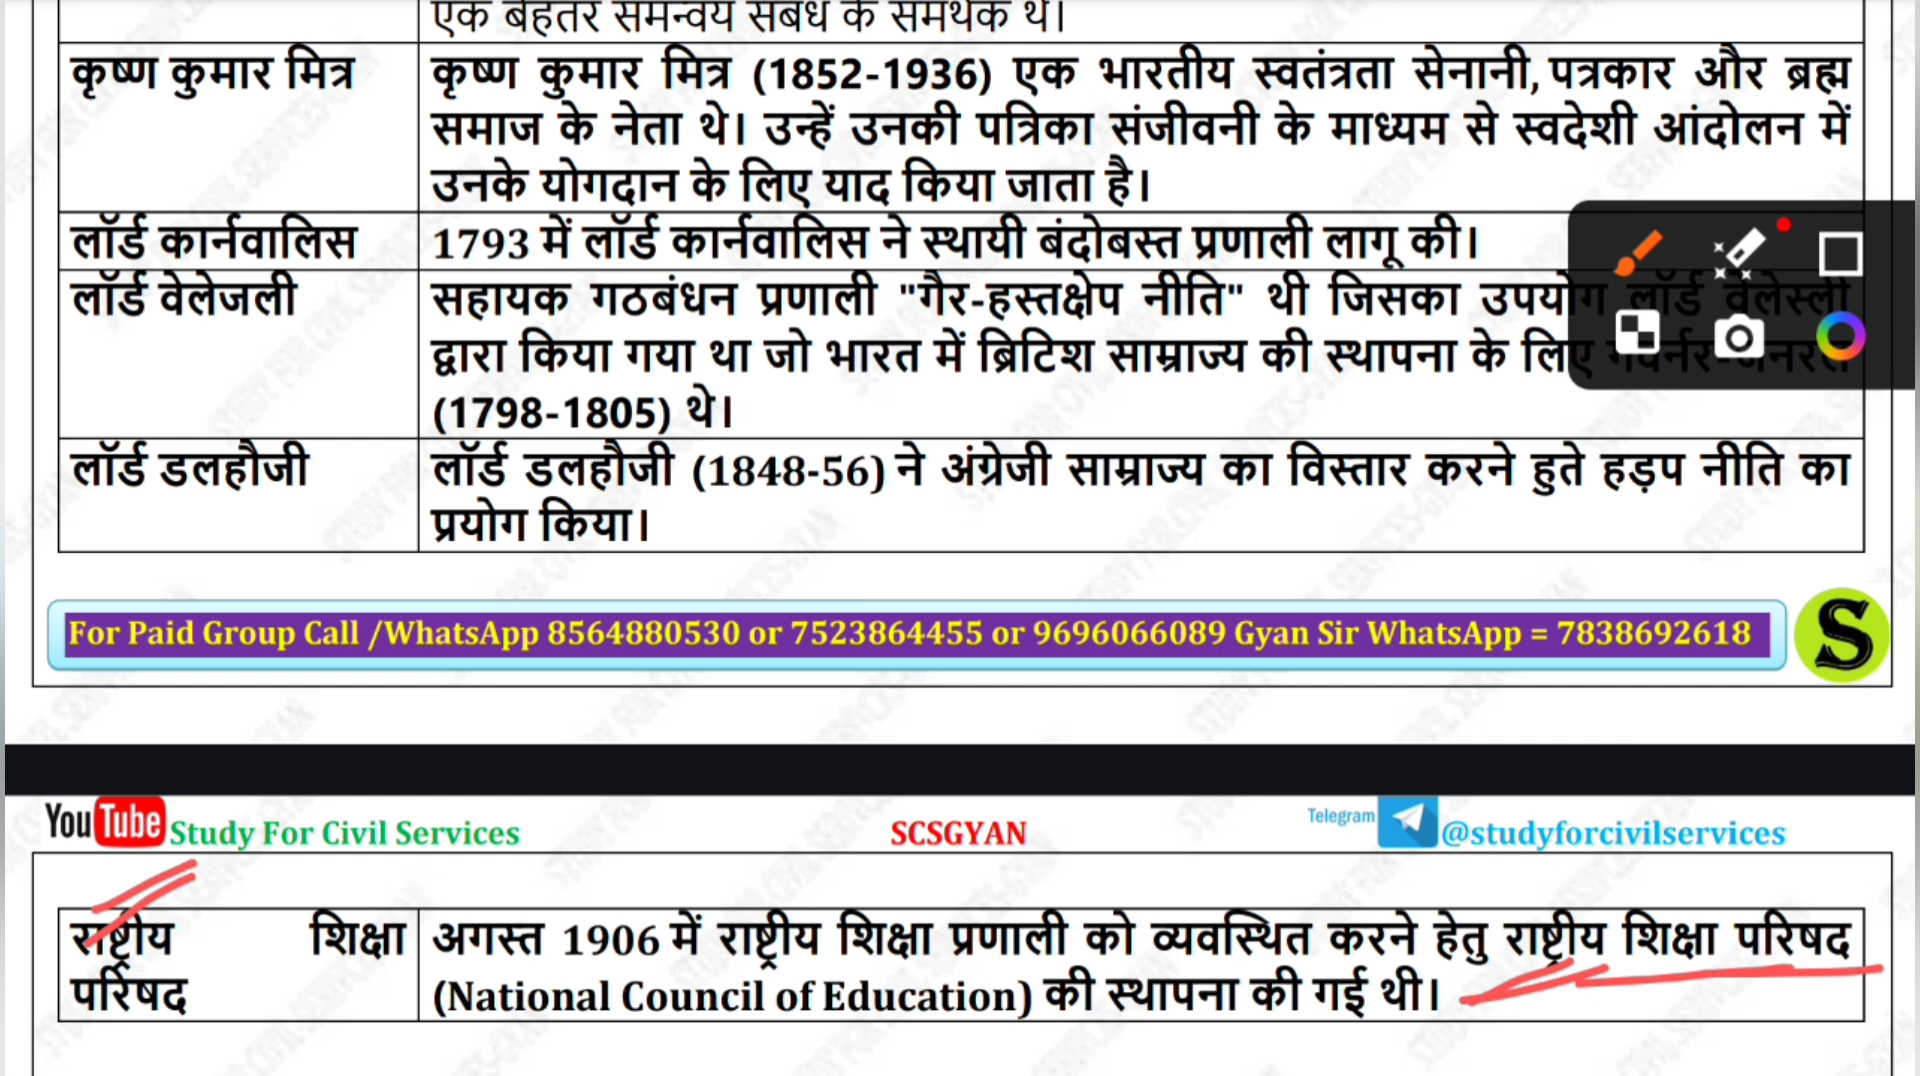 एक बेहतर समन्वय संबंध के समर्थक थे।
कृष्ण कुमार मित्र
कृष्ण कुमार मित्र (1852-1936) एक भारतीय स्वतंत्रता सेनानी, पत्रकार और ब्रह्म
समाज के नेता थे। उन्हें उनकी पत्रिका संजीवनी के माध्यम से स्वदेशी आंदोलन में
उनके योगदान के लिए याद किया जाता है।
लॉर्ड कार्नवालिस
1793 में लॉर्ड कार्नवालिस ने स्थायी बंदोबस्त प्रणाली लागू की।
लॉर्ड वेलेजली
सहायक गठबंधन प्रणाली "गैर-हस्तक्षेप नीति" थी जिसका उपयोग लॉर्ड वेलेस्ली
द्वारा किया गया था जो भारत में ब्रिटिश साम्राज्य की स्थापना के लिए गवर्नर-जनरल
(1798-1805) थे।
लॉर्ड डलहौजी
लॉर्ड डलहौजी (1848-56) ने अंग्रेजी साम्राज्य का विस्तार करने हुते हड़प नीति का
प्रयोग किया।
For Paid Group Call /WhatsApp 8564880530 or 7523864455 or 9696066089 Gyan Sir WhatsApp = 7838692618
S
YouTube Study For Civil Services
SCSGYAN
Telegram @studyforcivilservices
राष्ट्रीय शिक्षा
परिषद
अगस्त 1906 में राष्ट्रीय शिक्षा प्रणाली को व्यवस्थित करने हेतु राष्ट्रीय शिक्षा परिषद
(National Council of Education) की स्थापना की गई थी।